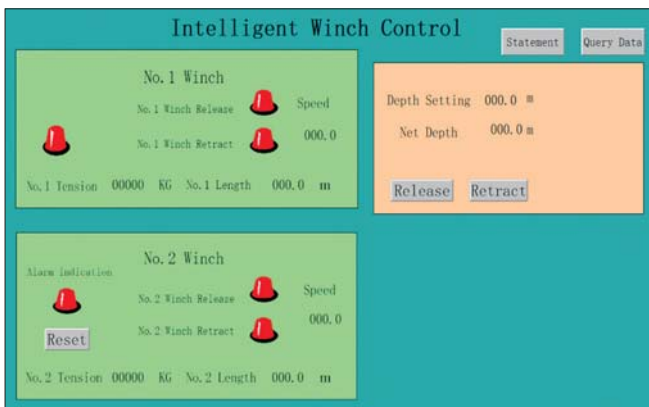 Intelligent Winch Control
Statement
Query Data
No. 1 Winch
No. 1 Winch Release
Speed
No. 1 Winch Retract
000.0
No. 1 Tension 00000 KG No. 1 Length 000.0 m
Depth Setting 000.0 m
Net Depth 000.0 m
Release Retract
No. 2 Winch
Alarm indication
No. 2 Winch Release
Speed
No. 2 Winch Retract
000.0
Reset
No. 2 Tension 00000 KG No. 2 Length 000.0 m